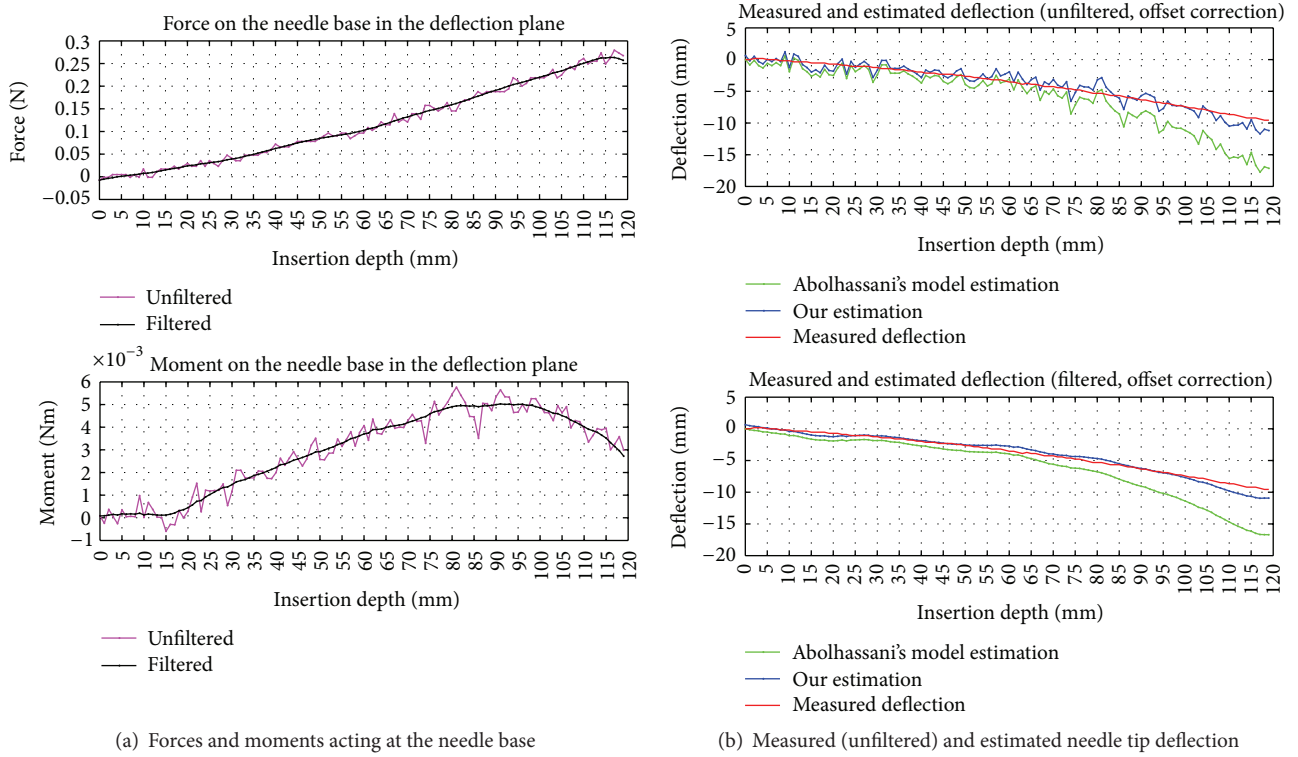 Force on the needle base in the deflection plane
0.3
0.25
0.2
0.15
0.1
0.05
0
−0.05
Force (N)
0 5 10 15 20 25 30 35 40 45 50 55 60 65 70 75 80 85 90 95 100 105 110 115 120
Insertion depth (mm)
Unfiltered
Filtered
×10−3
Moment on the needle base in the deflection plane
6
5
4
3
2
1
0
−1
Moment (Nm)
0 5 10 15 20 25 30 35 40 45 50 55 60 65 70 75 80 85 90 95 100 105 110 115 120
Insertion depth (mm)
Unfiltered
Filtered
(a) Forces and moments acting at the needle base
Measured and estimated deflection (unfiltered, offset correction)
5
0
−5
−10
−15
−20
Deflection (mm)
0 5 10 15 20 25 30 35 40 45 50 55 60 65 70 75 80 85 90 95 100 105 110 115 120
Insertion depth (mm)
Abolhassani's model estimation
Our estimation
Measured deflection
Measured and estimated deflection (filtered, offset correction)
5
0
−5
−10
−15
−20
Deflection (mm)
0 5 10 15 20 25 30 35 40 45 50 55 60 65 70 75 80 85 90 95 100 105 110 115 120
Insertion depth (mm)
Abolhassani's model estimation
Our estimation
Measured deflection
(b) Measured (unfiltered) and estimated needle tip deflection